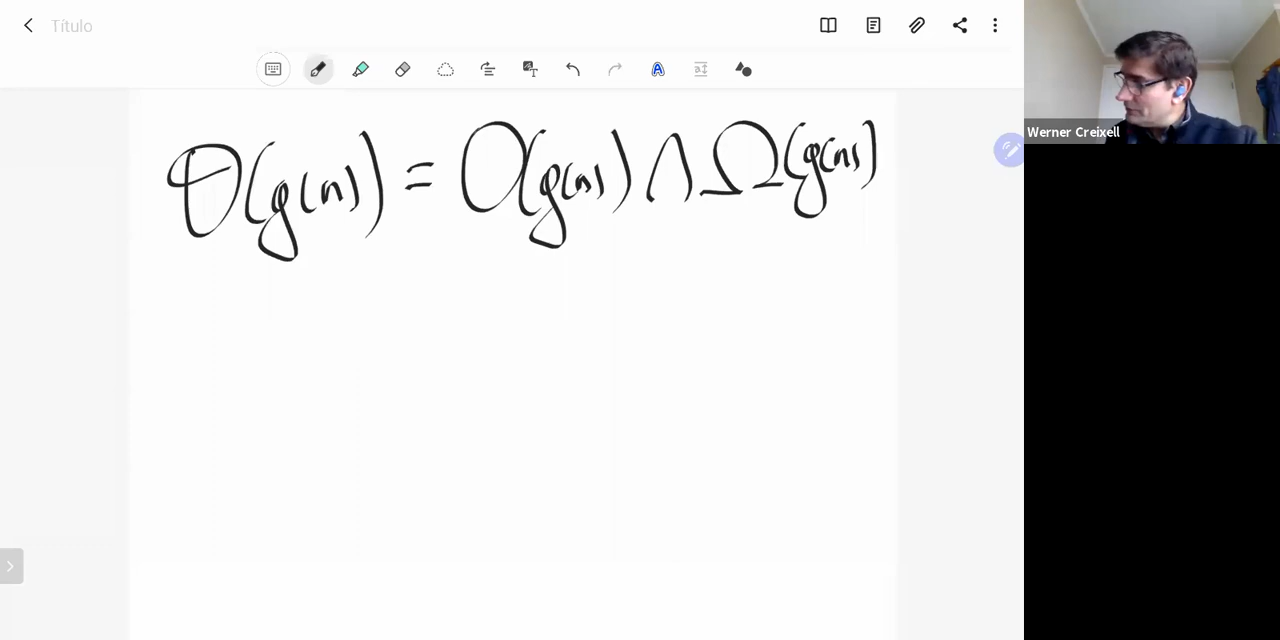 Título
Θ(g(n)) = O(g(n)) ∩ Ω(g(n))
Werner Creixell